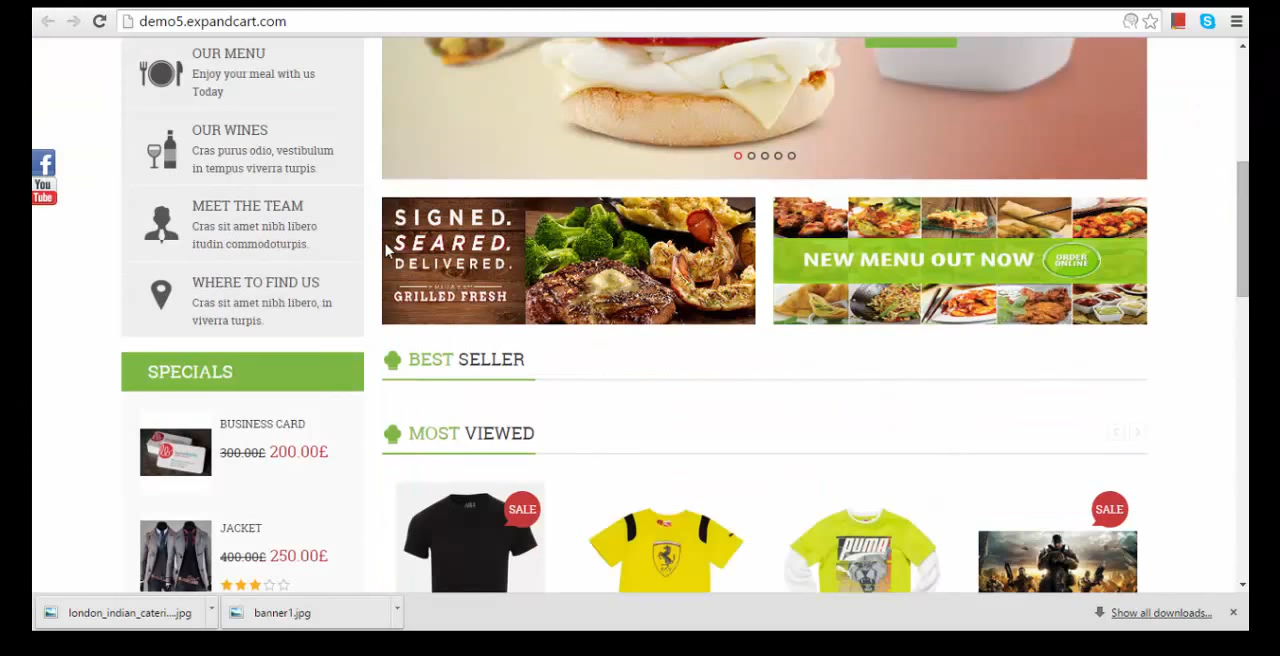 demo5.expandcart.com
OUR MENU
Enjoy your meal with us
Today
OUR WINES
Cras purus odio, vestibulum
in tempus viverra turpis.
MEET THE TEAM
Cras sit amet nibh libero
itudin commodoturpis.
WHERE TO FIND US
Cras sit amet nibh libero, in
viverra turpis.
You
Tube
SIGNED.
SEARED.
DELIVERED.
GRILLED FRESH
NEW MENU OUT NOW
ORDER
ONLINE
SPECIALS
BUSINESS CARD
300.00£ 200.00£
JACKET
400.00£ 250.00£
BEST SELLER
MOST VIEWED
SALE
PUMA
SALE
london_indian_cateri....jpg
banner1.jpg
Show all downloads...